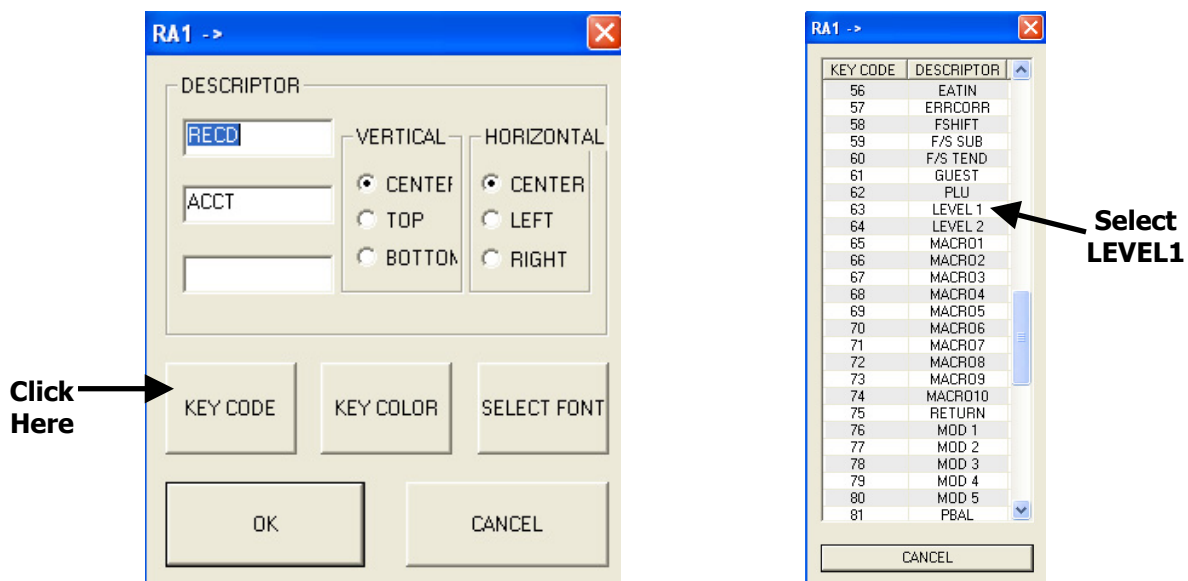 RA1 ->
DESCRIPTOR
RECD
ACCT
VERTICAL
CENTER
TOP
BOTTOM
HORIZONTAL
CENTER
LEFT
RIGHT
Click
Here
KEY CODE
KEY COLOR
SELECT FONT
OK
CANCEL
RA1 ->
KEY CODE DESCRIPTOR
56 EATIN
57 ERRCORR
58 FSHIFT
59 F/S SUB
60 F/S TEND
61 GUEST
62 PLU
63 LEVEL 1
64 LEVEL 2
65 MACRO1
66 MACRO2
67 MACRO3
68 MACRO4
69 MACRO5
70 MACRO6
71 MACRO7
72 MACRO8
73 MACRO9
74 MACRO10
75 RETURN
76 MOD 1
77 MOD 2
78 MOD 3
79 MOD 4
80 MOD 5
81 PBAL
CANCEL
Select
LEVEL1